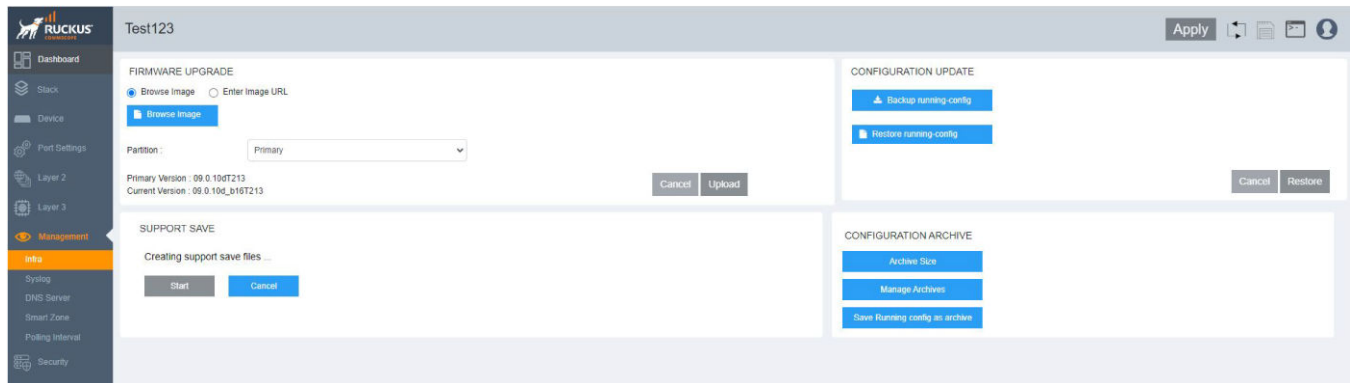 RUCKUS
COMMSCOPE
Test123
Apply
Dashboard
Stack
Device
Port Settings
Layer 2
Layer 3
Management
Infra
Syslog
DNS Server
Smart Zone
Polling Interval
Security
FIRMWARE UPGRADE
Browse Image Enter Image URL
Browse Image
Partition : Primary
Primary Version : 09.0.10dT213
Current Version : 09.0.10d_b16T213
Cancel Upload
CONFIGURATION UPDATE
Backup running-config
Restore running-config
Cancel Restore
SUPPORT SAVE
Creating support save files ...
Start Cancel
CONFIGURATION ARCHIVE
Archive Size
Manage Archives
Save Running config as archive